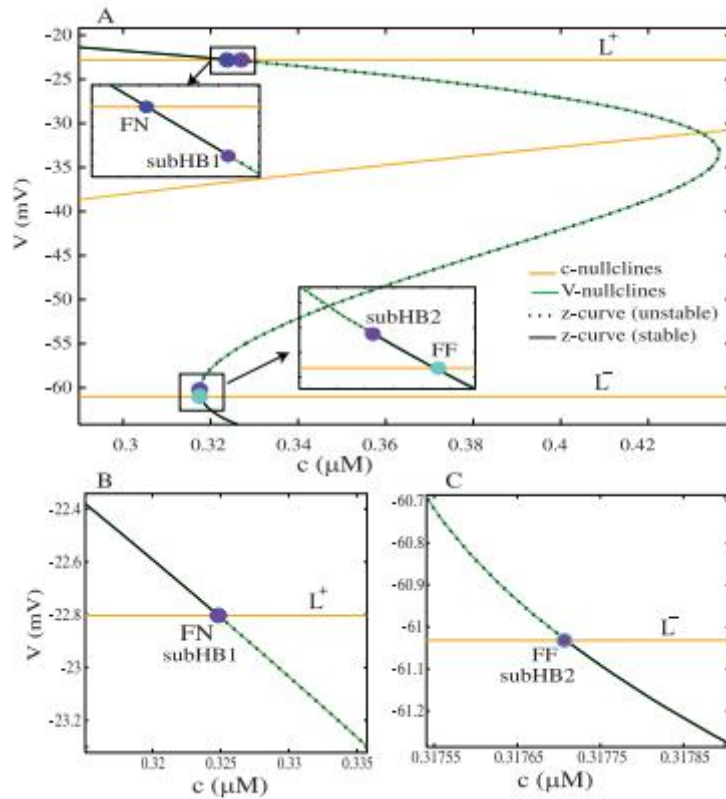 A
-20
-25
-30
-35
-40
-45
-50
-55
-60
V (mV)
L+
FN
subHB1
c-nullclines
V-nullclines
z-curve (unstable)
z-curve (stable)
subHB2
FF
L-
0.3
0.32
0.34
0.36
0.38
0.4
0.42
c (μM)
B
-22.4
-22.6
-22.8
-23
-23.2
V (mV)
L+
FN
subHB1
0.32
0.325
0.33
0.335
c (μM)
C
-60.7
-60.8
-60.9
-61
-61.1
-61.2
L-
FF
subHB2
0.31755
0.31765
0.31775
0.31785
c (μM)